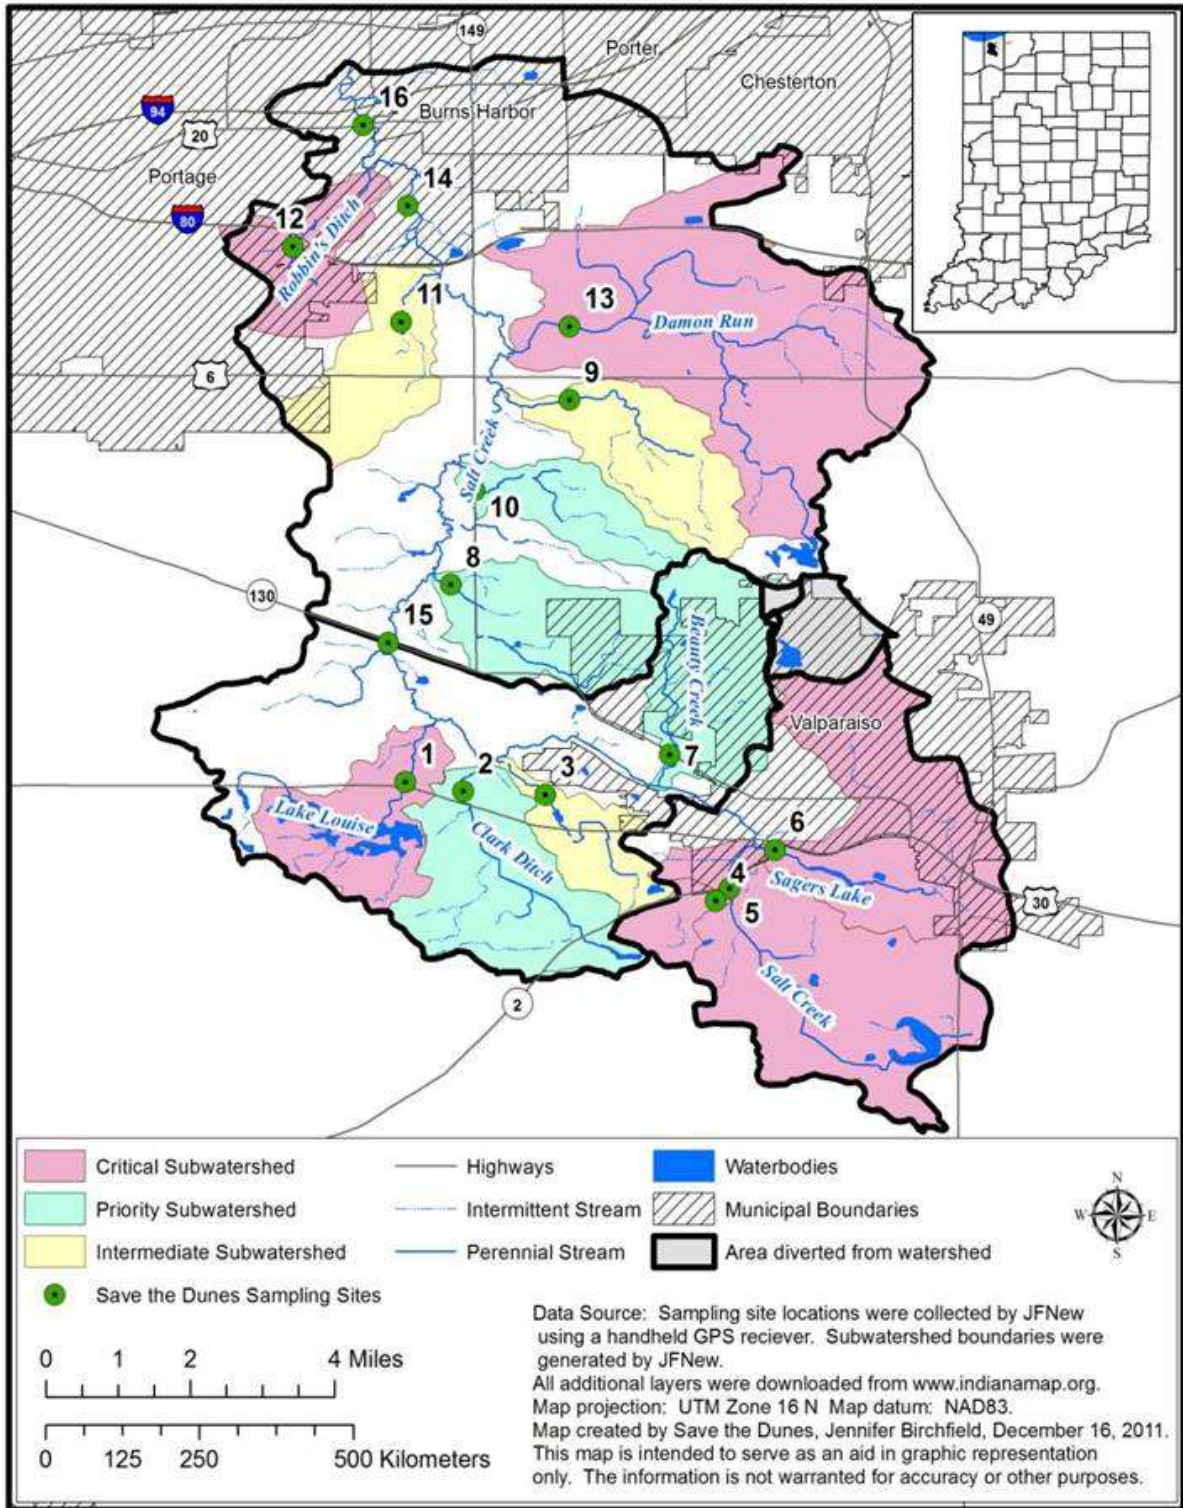 149
Porter
Chesterton
94
16
Burns Harbor
20
Portage
14
80
12
Robbin's Ditch
11
13
Damon Run
6
9
Salt Creek
10
8
130
15
49
Beauty Creek
Valparaiso
7
1
2
3
Lake Louise
Clark Ditch
6
4
Sagers Lake
5
30
Salt Creek
2
Critical Subwatershed
Priority Subwatershed
Intermediate Subwatershed
Save the Dunes Sampling Sites
Highways
Intermittent Stream
Perennial Stream
Waterbodies
Municipal Boundaries
Area diverted from watershed
N
W E
S
0 1 2 4 Miles
0 125 250 500 Kilometers
Data Source: Sampling site locations were collected by JFNew
using a handheld GPS reciever. Subwatershed boundaries were
generated by JFNew.
All additional layers were downloaded from www.indianamap.org.
Map projection: UTM Zone 16 N Map datum: NAD83.
Map created by Save the Dunes, Jennifer Birchfield, December 16, 2011.
This map is intended to serve as an aid in graphic representation
only. The information is not warranted for accuracy or other purposes.